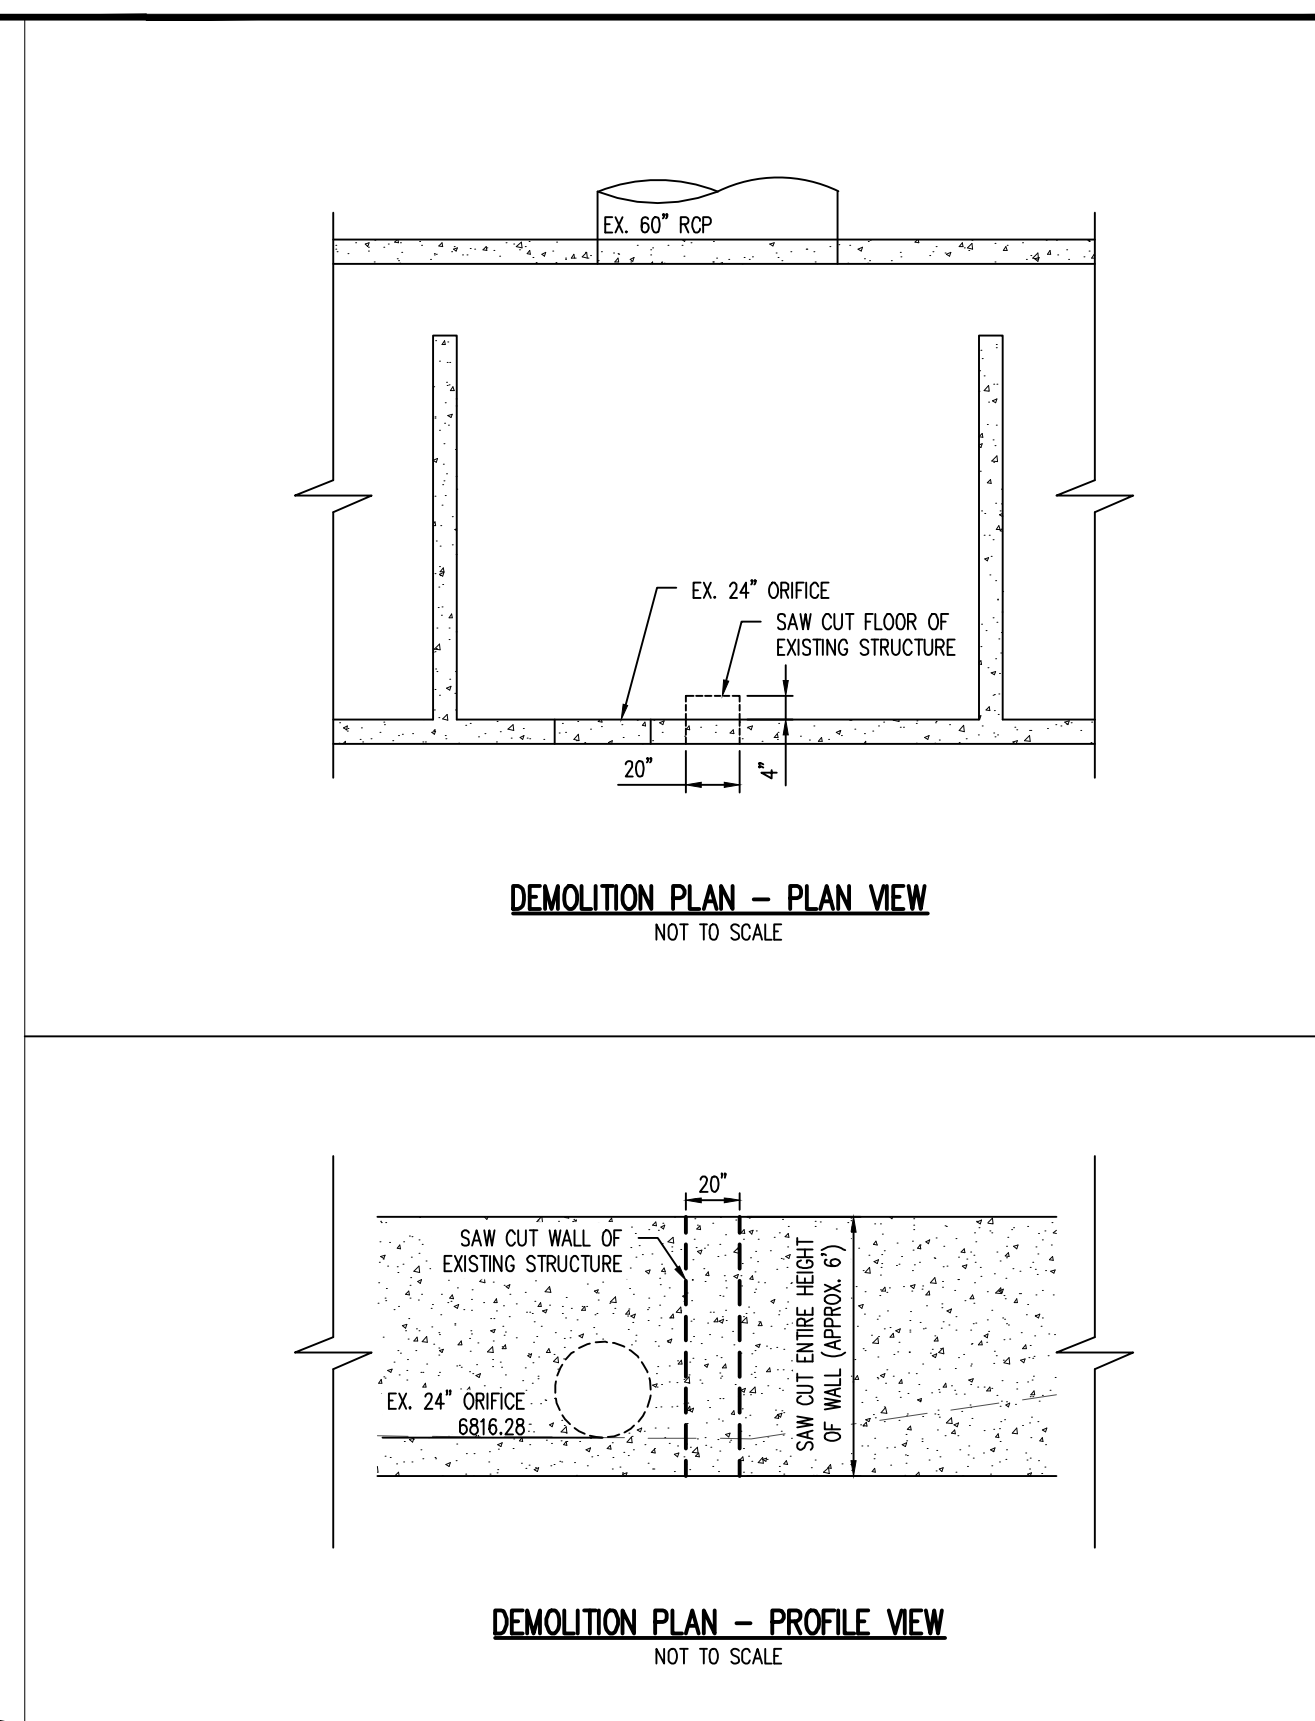 EX. 60" RCP
EX. 24" ORIFICE
SAW CUT FLOOR OF
EXISTING STRUCTURE
20"
4"
DEMOLITION PLAN – PLAN VIEW
NOT TO SCALE
20"
SAW CUT WALL OF
EXISTING STRUCTURE
SAW CUT ENTIRE HEIGHT
OF WALL (APPROX. 6')
EX. 24" ORIFICE
6816.28
DEMOLITION PLAN – PROFILE VIEW
NOT TO SCALE